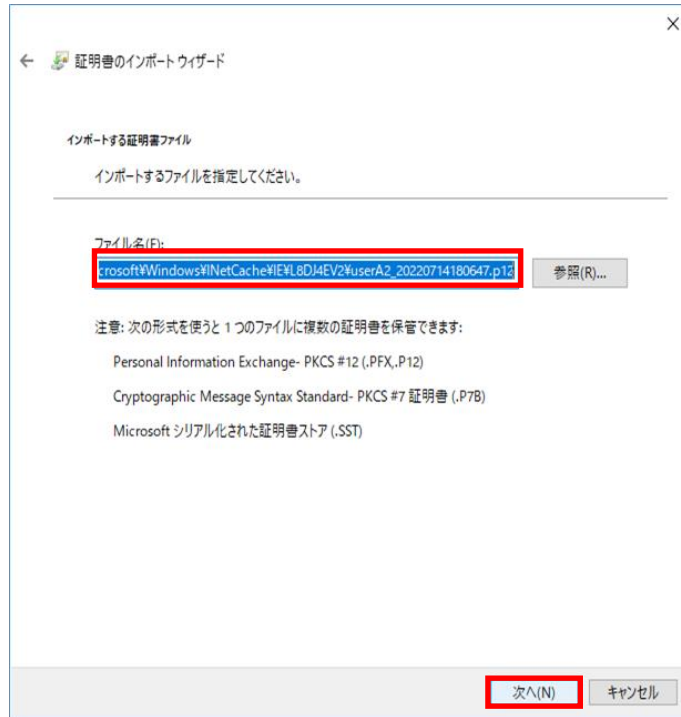 証明書のインポート ウィザード
インポートする証明書ファイル
インポートするファイルを指定してください。
ファイル名(F):
crosoft¥Windows¥INetCache¥IE¥L8DJ4EV2¥userA2_20220714180647.p12
参照(R)...
注意: 次の形式を使うと 1 つのファイルに複数の証明書を保管できます:
Personal Information Exchange- PKCS #12 (.PFX,.P12)
Cryptographic Message Syntax Standard- PKCS #7 証明書 (.P7B)
Microsoft シリアル化された証明書ストア (.SST)
次へ(N)
キャンセル